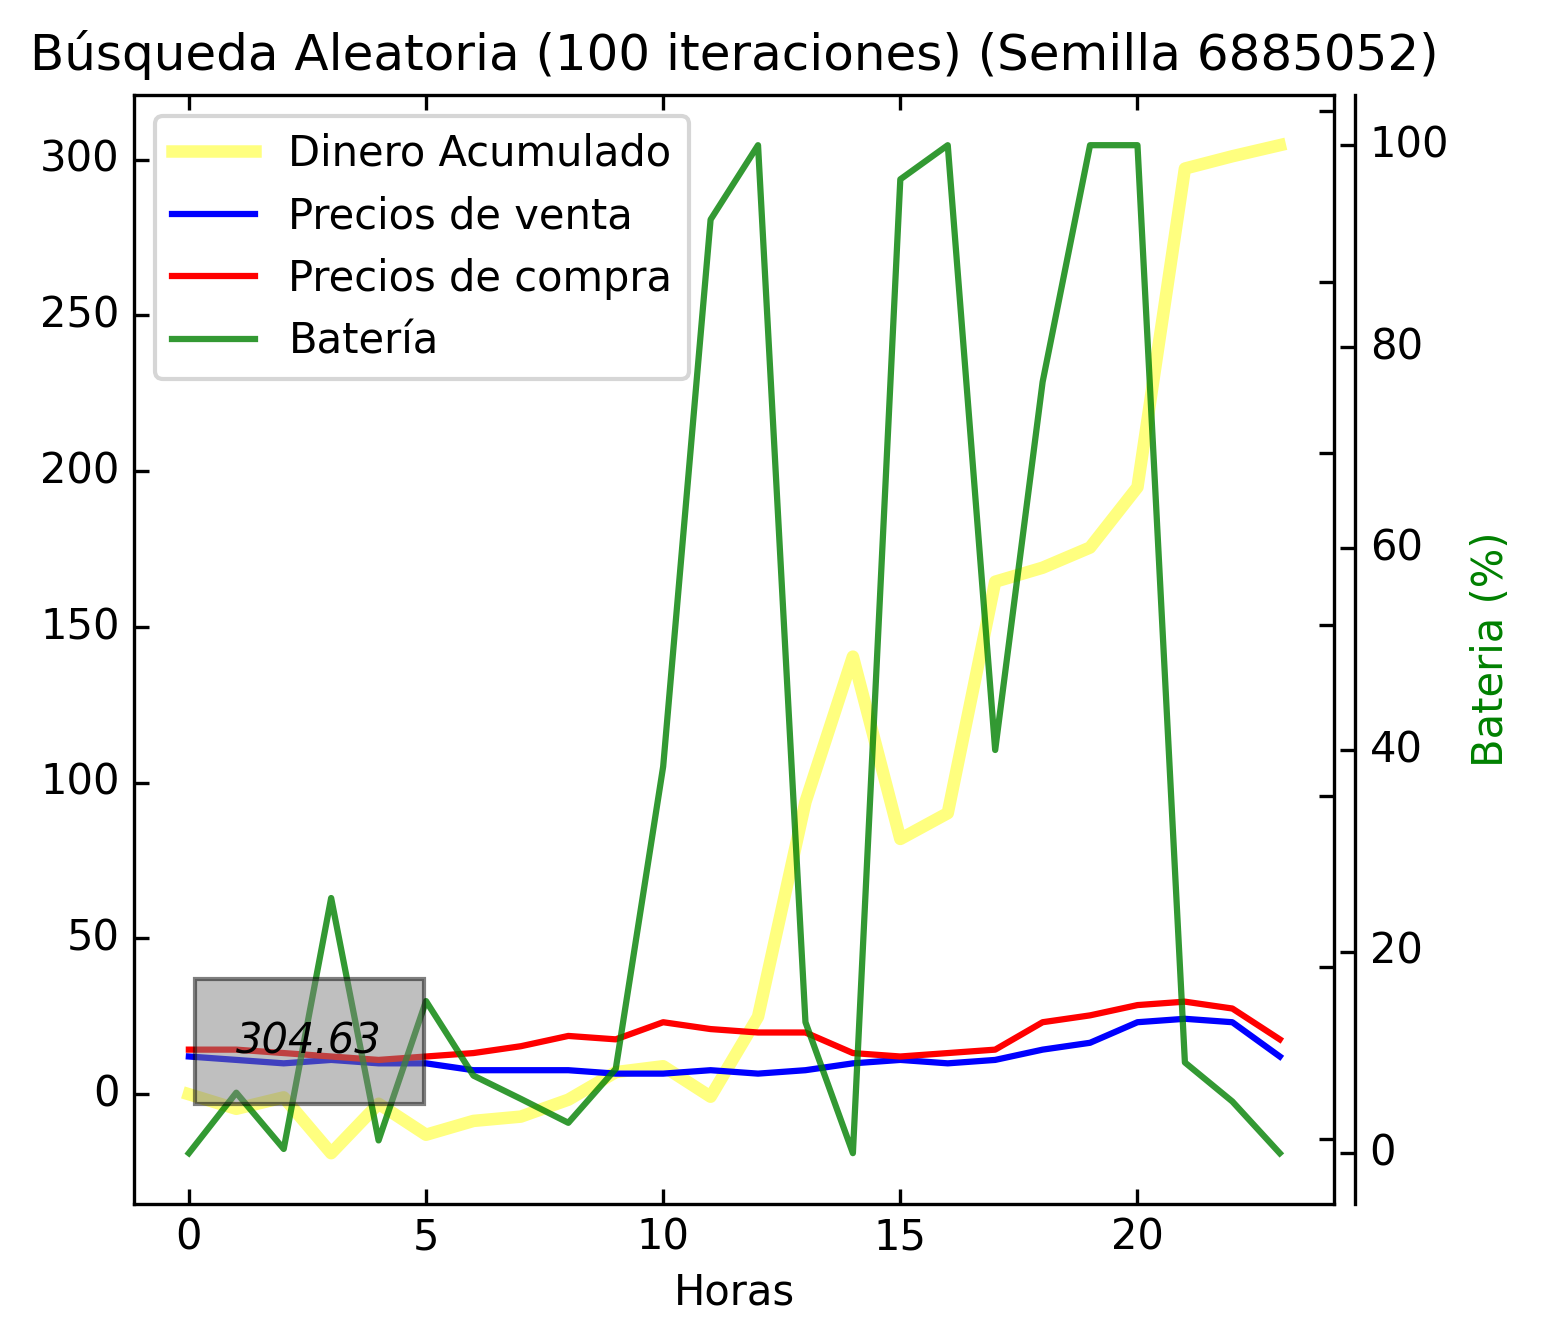 Búsqueda Aleatoria (100 iteraciones) (Semilla 6885052)
Dinero Acumulado
Precios de venta
Precios de compra
Batería
300
250
200
150
100
50
0
304.63
100
80
60
40
20
0
Bateria (%)
0 5 10 15 20
Horas